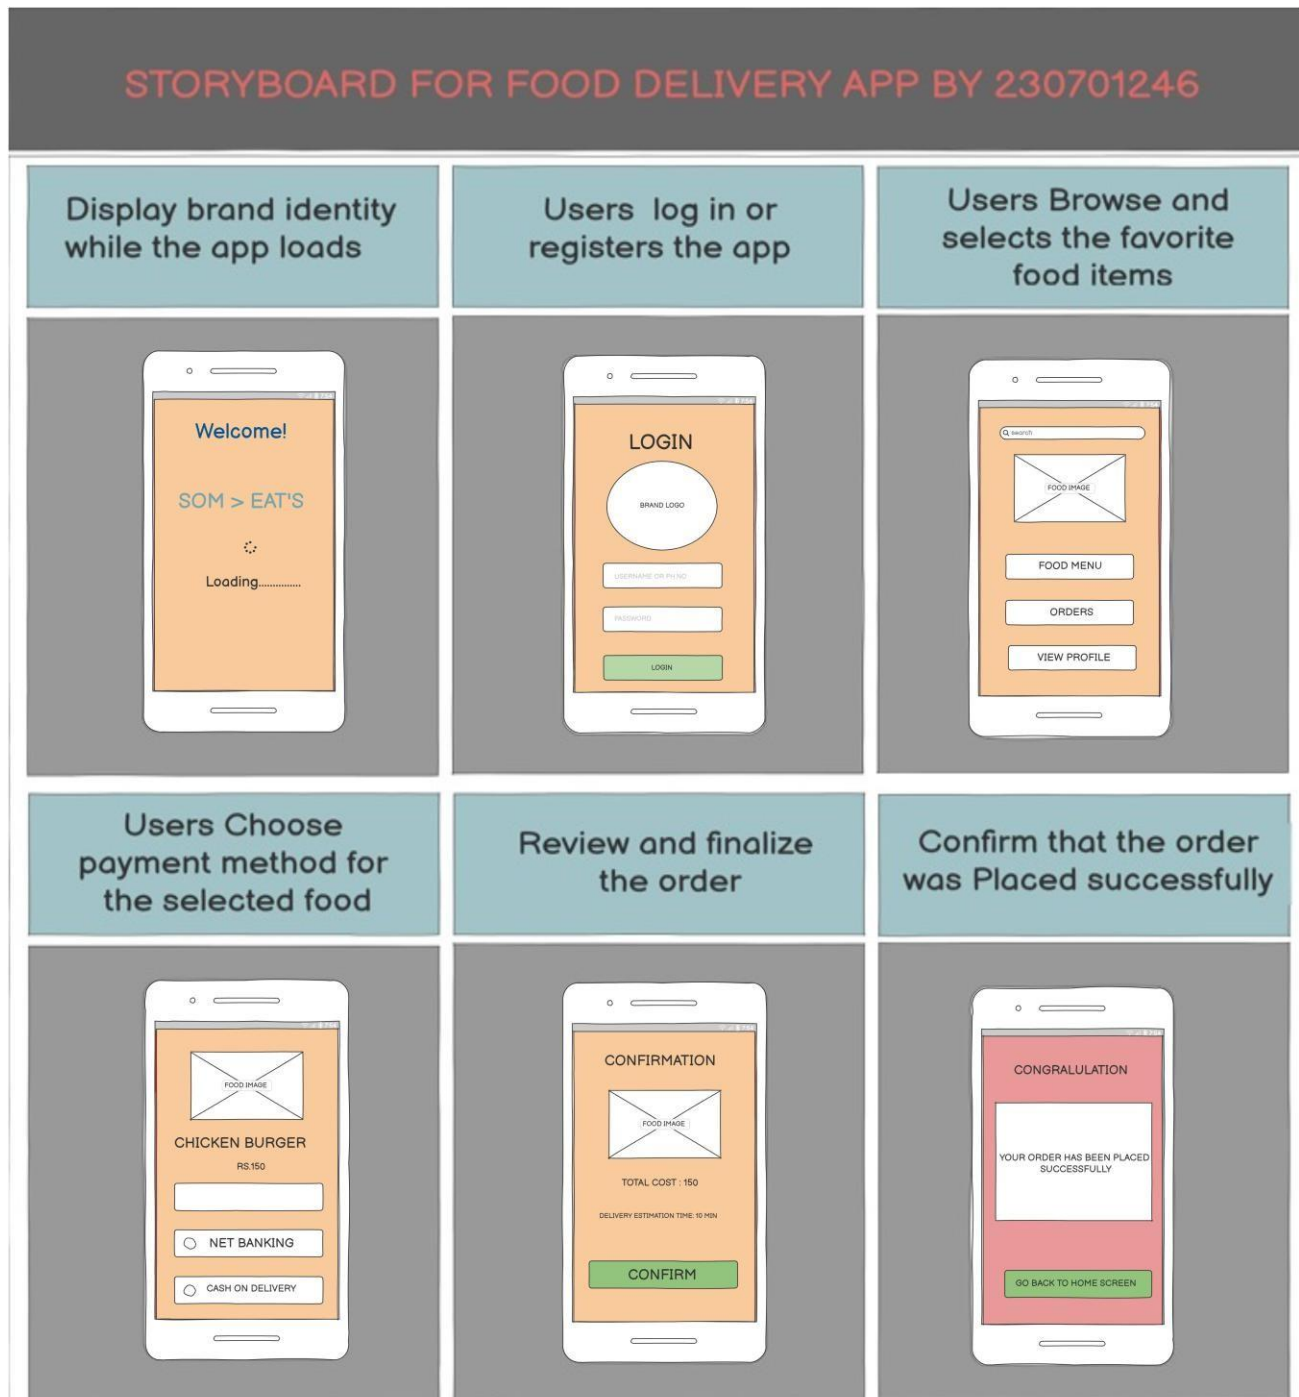 STORYBOARD FOR FOOD DELIVERY APP BY 230701246
Display brand identity
while the app loads
Users log in or
registers the app
Users Browse and
selects the favorite
food items
Welcome!
SOM > EAT'S
Loading..............
LOGIN
BRAND LOGO
USERNAME OR PH.NO
PASSWORD
LOGIN
search
FOOD IMAGE
FOOD MENU
ORDERS
VIEW PROFILE
Users Choose
payment method for
the selected food
Review and finalize
the order
Confirm that the order
was Placed successfully
FOOD IMAGE
CHICKEN BURGER
RS.150
NET BANKING
CASH ON DELIVERY
CONFIRMATION
FOOD IMAGE
TOTAL COST : 150
DELIVERY ESTIMATION TIME: 10 MIN
CONFIRM
CONGRALULATION
YOUR ORDER HAS BEEN PLACED
SUCCESSFULLY
GO BACK TO HOME SCREEN